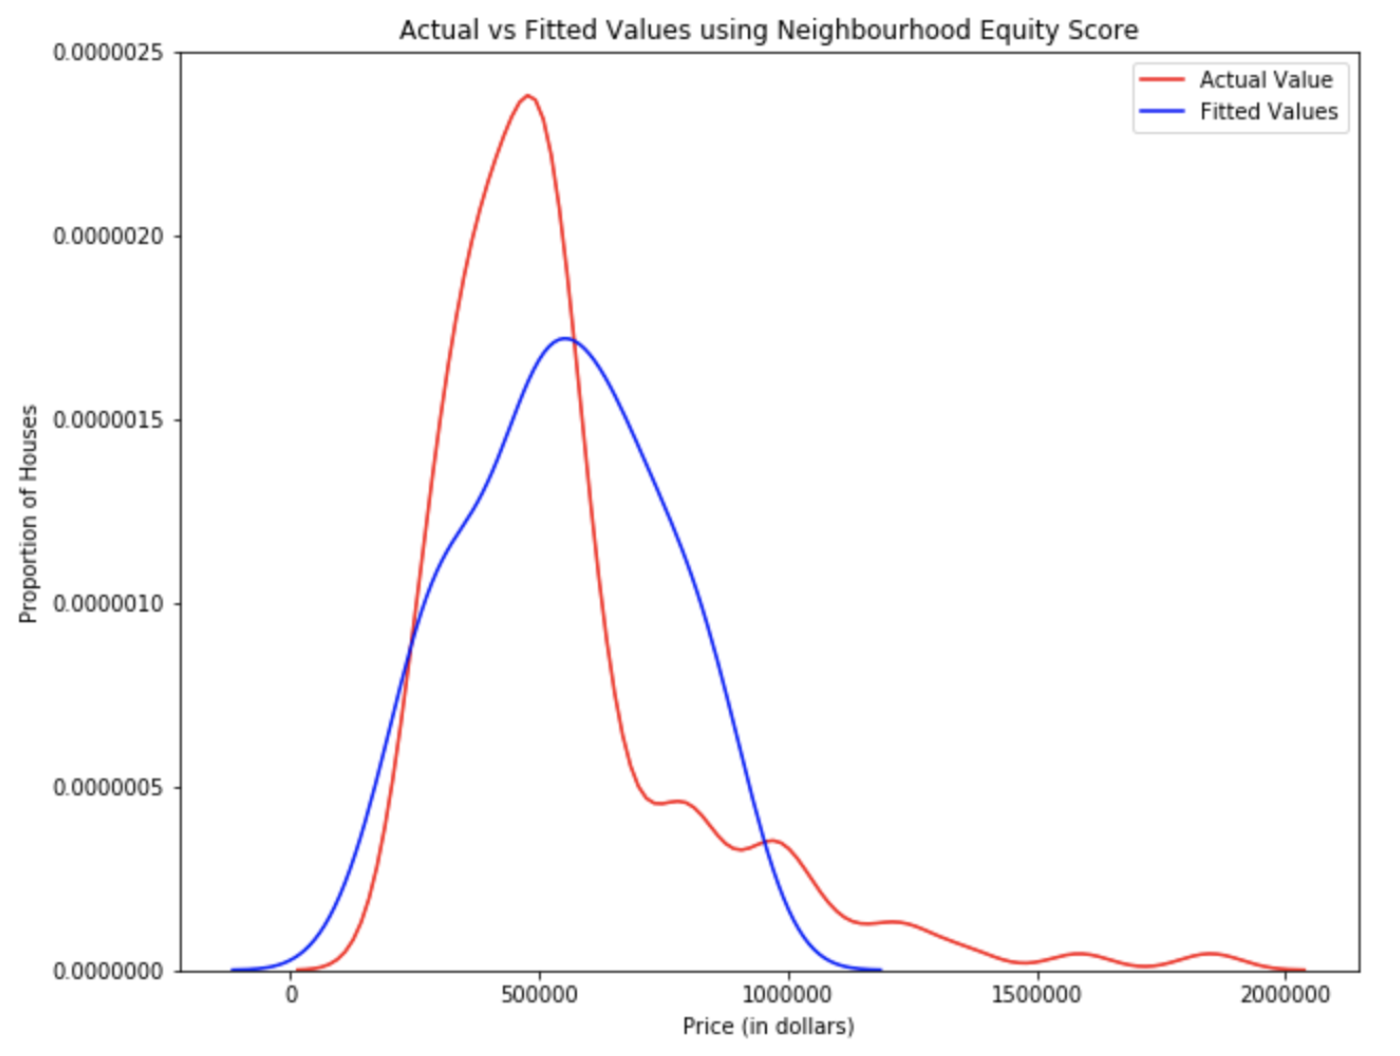 Actual vs Fitted Values using Neighbourhood Equity Score
0.0000025
Actual Value
Fitted Values
0.0000020
0.0000015
0.0000010
0.0000005
0.0000000
Proportion of Houses
0 500000 1000000 1500000 2000000
Price (in dollars)